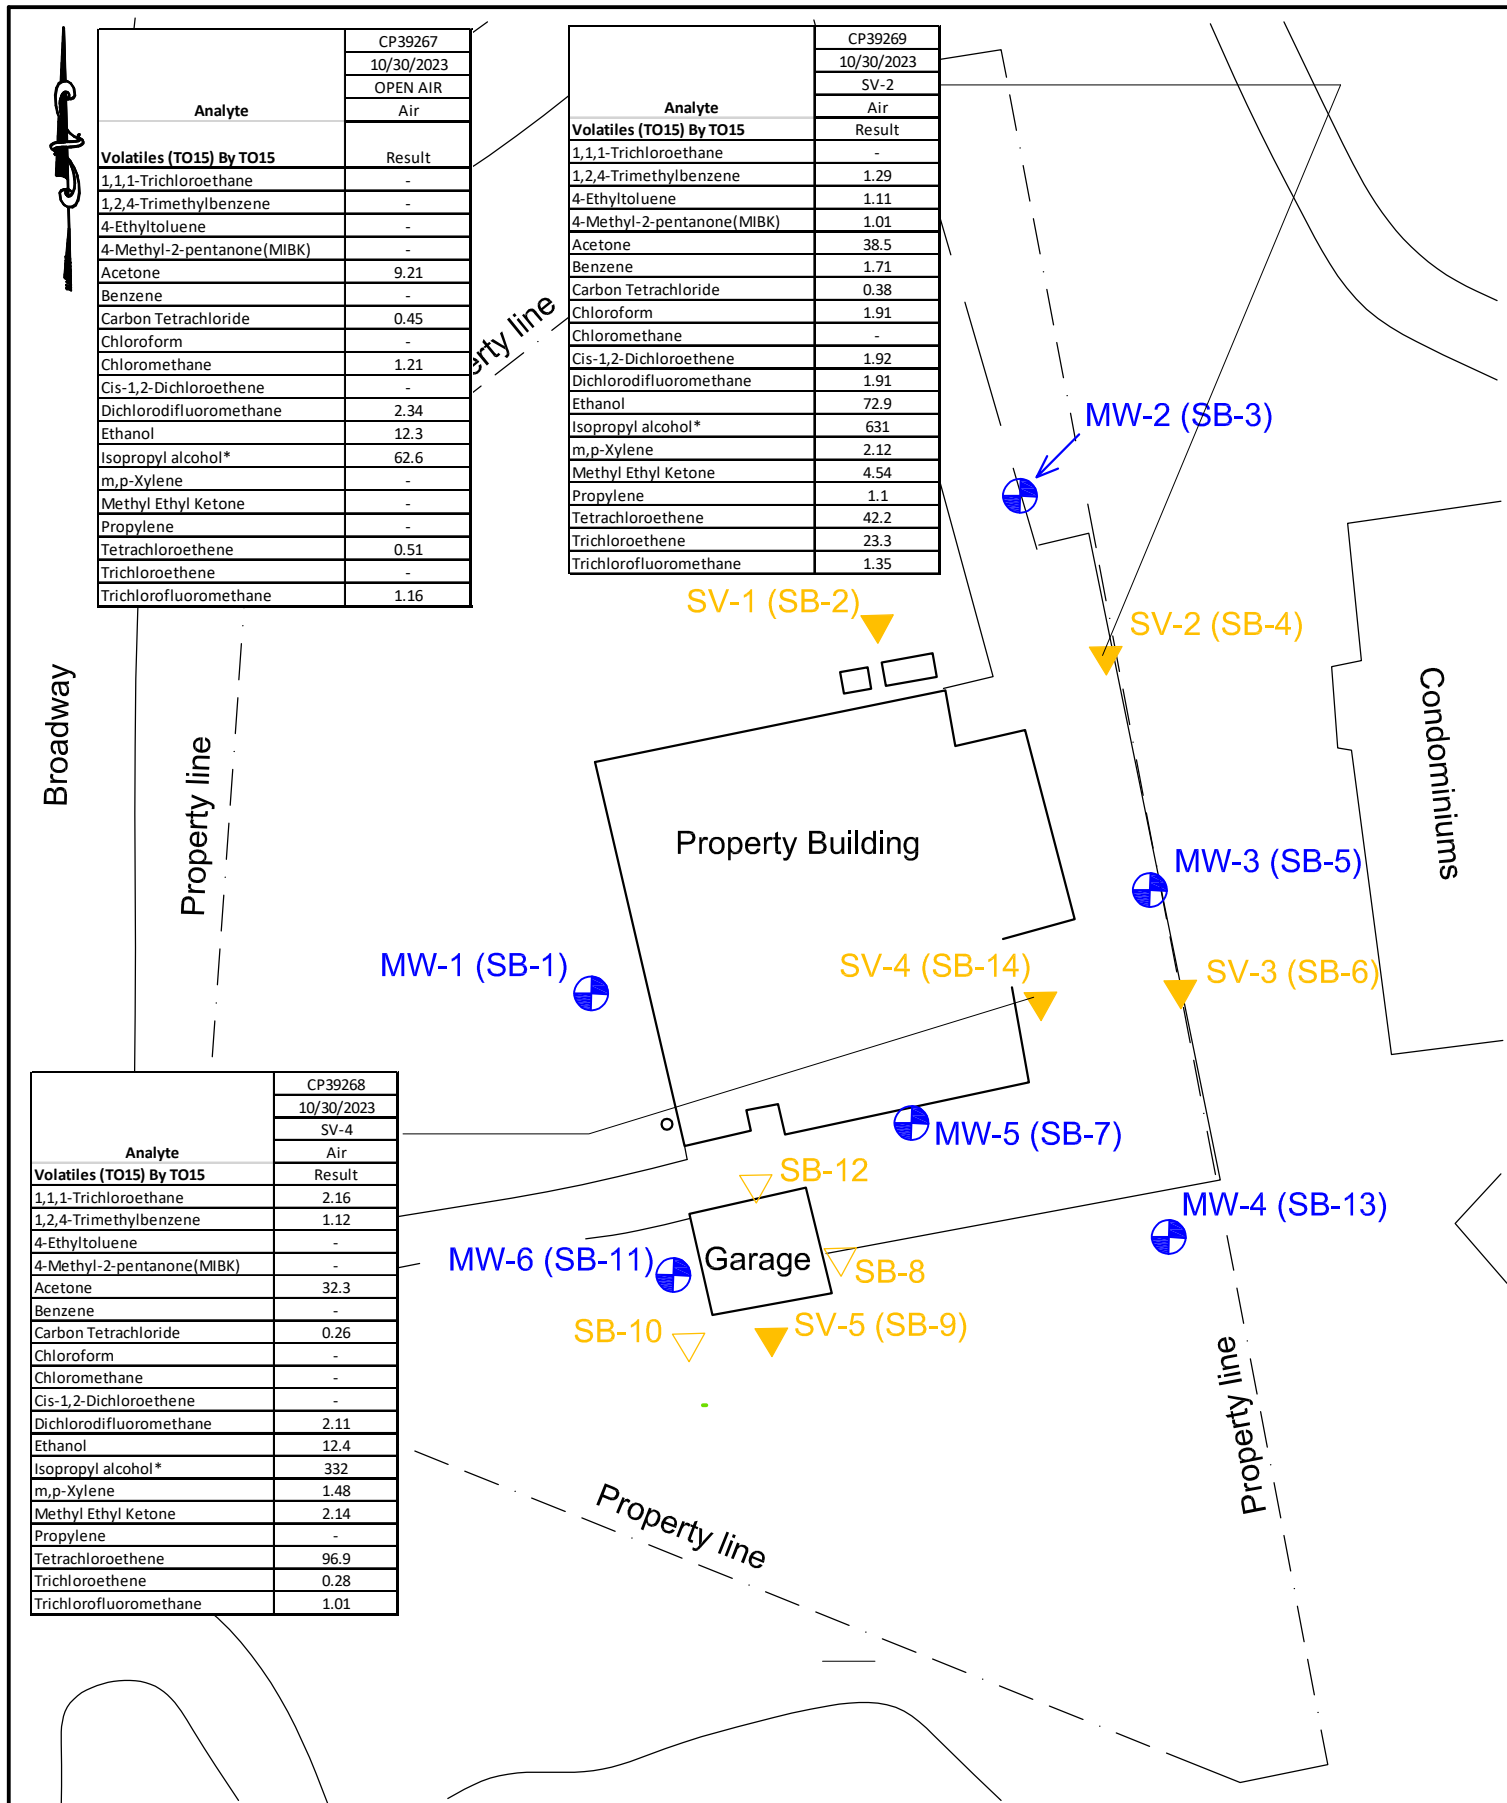 CP39267
10/30/2023
OPEN AIR
Analyte Air
Volatiles (TO15) By TO15 Result
1,1,1-Trichloroethane -
1,2,4-Trimethylbenzene -
4-Ethyltoluene -
4-Methyl-2-pentanone(MIBK) -
Acetone 9.21
Benzene -
Carbon Tetrachloride 0.45
Chloroform -
Chloromethane 1.21
Cis-1,2-Dichloroethene -
Dichlorodifluoromethane 2.34
Ethanol 12.3
Isopropyl alcohol* 62.6
m,p-Xylene -
Methyl Ethyl Ketone -
Propylene -
Tetrachloroethene 0.51
Trichloroethene -
Trichlorofluoromethane 1.16
CP39269
10/30/2023
SV-2
Analyte Air
Volatiles (TO15) By TO15 Result
1,1,1-Trichloroethane -
1,2,4-Trimethylbenzene 1.29
4-Ethyltoluene 1.11
4-Methyl-2-pentanone(MIBK) 1.01
Acetone 38.5
Benzene 1.71
Carbon Tetrachloride 0.38
Chloroform 1.91
Chloromethane -
Cis-1,2-Dichloroethene 1.92
Dichlorodifluoromethane 1.91
Ethanol 72.9
Isopropyl alcohol* 631
m,p-Xylene 2.12
Methyl Ethyl Ketone 4.54
Propylene 1.1
Tetrachloroethene 42.2
Trichloroethene 23.3
Trichlorofluoromethane 1.35
erty line
MW-2 (SB-3)
SV-1 (SB-2)
SV-2 (SB-4)
Broadway
Property line
Condominiums
Property Building
MW-3 (SB-5)
MW-1 (SB-1)
SV-4 (SB-14)
SV-3 (SB-6)
MW-5 (SB-7)
SB-12
MW-4 (SB-13)
MW-6 (SB-11)
Garage
SB-8
SB-10
SV-5 (SB-9)
Property line
Property line
CP39268
10/30/2023
SV-4
Analyte Air
Volatiles (TO15) By TO15 Result
1,1,1-Trichloroethane 2.16
1,2,4-Trimethylbenzene 1.12
4-Ethyltoluene -
4-Methyl-2-pentanone(MIBK) -
Acetone 32.3
Benzene -
Carbon Tetrachloride 0.26
Chloroform -
Chloromethane -
Cis-1,2-Dichloroethene -
Dichlorodifluoromethane 2.11
Ethanol 12.4
Isopropyl alcohol* 332
m,p-Xylene 1.48
Methyl Ethyl Ketone 2.14
Propylene -
Tetrachloroethene 96.9
Trichloroethene 0.28
Trichlorofluoromethane 1.01